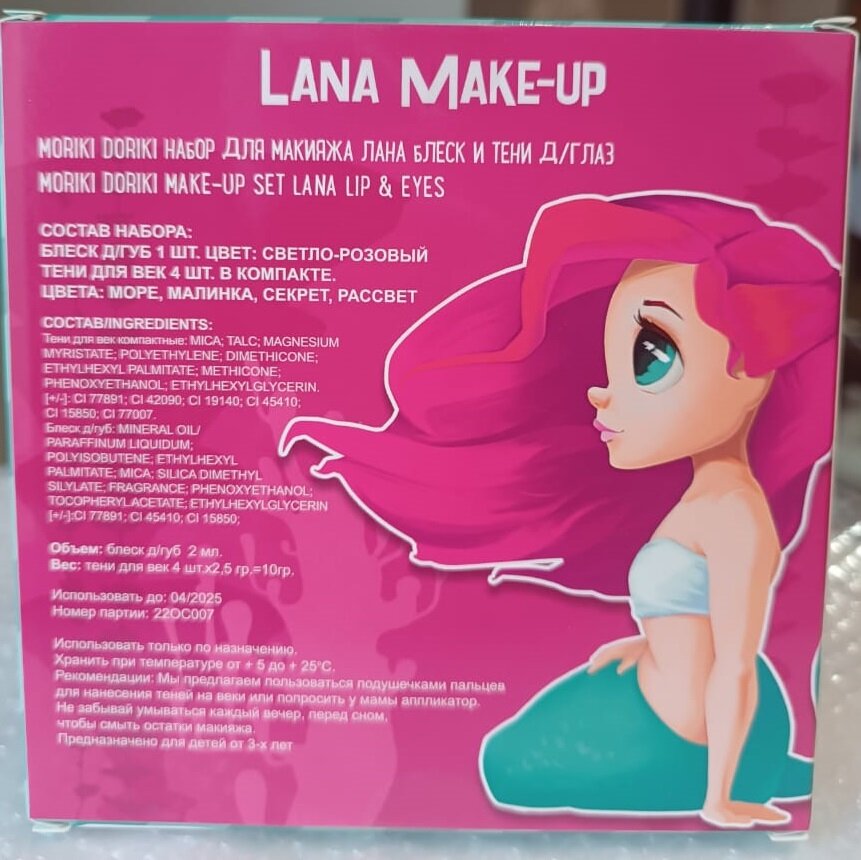 LANA MAKE-UP
MORIKI DORIKI НАБОР ДЛЯ МАКИЯЖА ЛАНА БЛЕСК И ТЕНИ Д/ГЛАЗ
MORIKI DORIKI MAKE-UP SET LANA LIP & EYES
СОСТАВ НАБОРА:
БЛЕСК Д/ГУБ 1 ШТ. ЦВЕТ: СВЕТЛО-РОЗОВЫЙ
ТЕНИ ДЛЯ ВЕК 4 ШТ. В КОМПАКТЕ.
ЦВЕТА: МОРЕ, МАЛИНКА, СЕКРЕТ, РАССВЕТ
СОСТАВ/INGREDIENTS:
Тени для век компактные: MICA; TALC; MAGNESIUM
MYRISTATE; POLYETHYLENE; DIMETHICONE;
ETHYLHEXYL PALMITATE; METHICONE;
PHENOXYETHANOL; ETHYLHEXYLGLYCERIN.
[+/-]: CI 77891; CI 42090; CI 19140; CI 45410;
CI 15850; CI 77007.
Блеск д/губ: MINERAL OIL/
PARAFFINUM LIQUIDUM;
POLYISOBUTENE; ETHYLHEXYL
PALMITATE; MICA; SILICA DIMETHYL
SILYLATE; FRAGRANCE; PHENOXYETHANOL;
TOCOPHERYL ACETATE; ETHYLHEXYLGLYCERIN
[+/-]:CI 77891; CI 45410; CI 15850;
Объем: блеск д/губ 2 мл.
Вес: тени для век 4 шт.х2,5 гр.=10гр.
Использовать до: 04/2025
Номер партии: 22OC007
Использовать только по назначению.
Хранить при температуре от + 5 до + 25°C.
Рекомендации: Мы предлагаем пользоваться подушечками пальцев
для нанесения теней на веки или попросить у мамы аппликатор.
Не забывай умываться каждый вечер, перед сном,
чтобы смыть остатки макияжа.
Предназначено для детей от 3-х лет